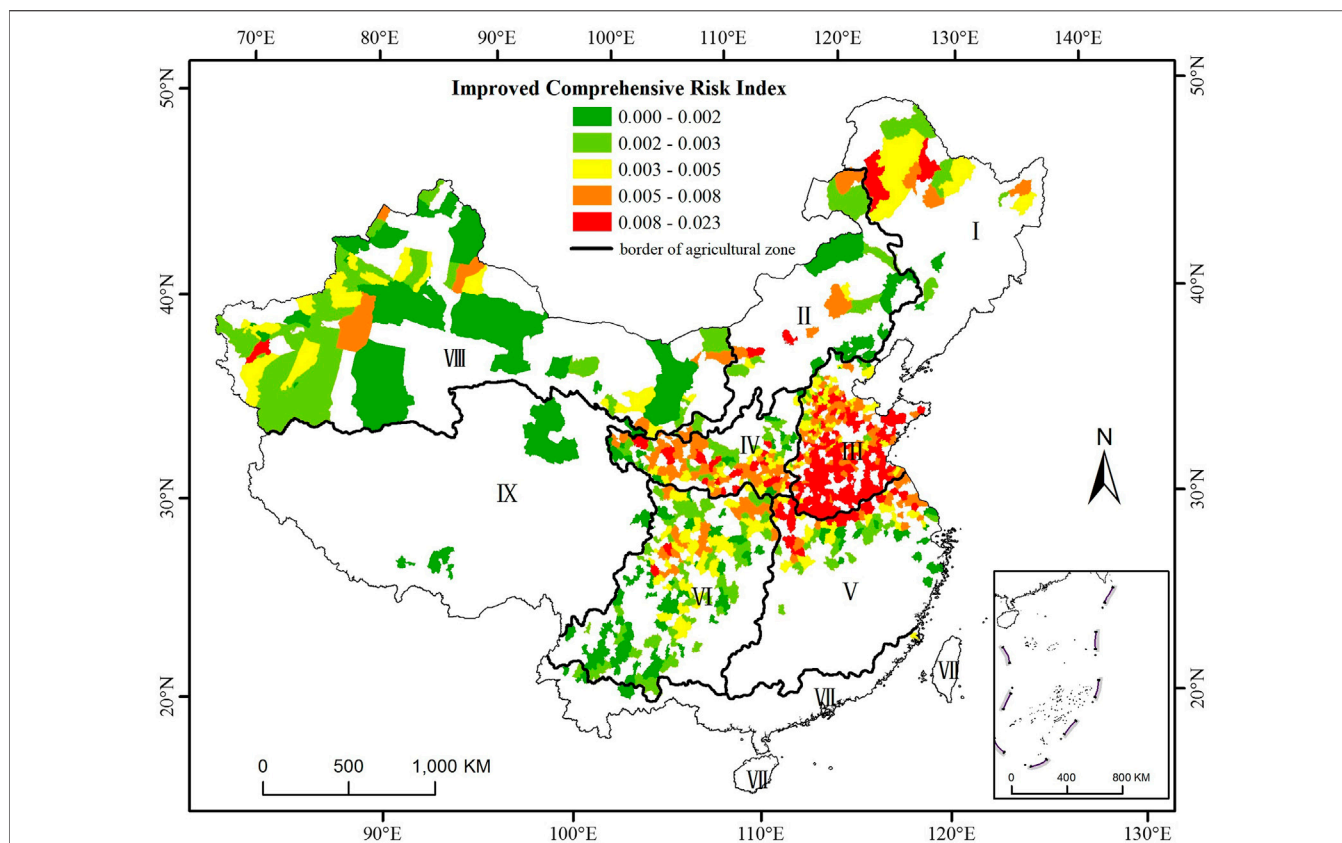 70°E 80°E 90°E 100°E 110°E 120°E 130°E 140°E
50°N
50°N
Improved Comprehensive Risk Index
0.000 - 0.002
0.002 - 0.003
0.003 - 0.005
0.005 - 0.008
0.008 - 0.023
border of agricultural zone
I
40°N
40°N
II
VIII
N
IV
III
30°N
30°N
IX
VI
V
VII
20°N
20°N
VII
VII
0 500 1,000 KM
0 400 800 KM
90°E 100°E 110°E 120°E 130°E